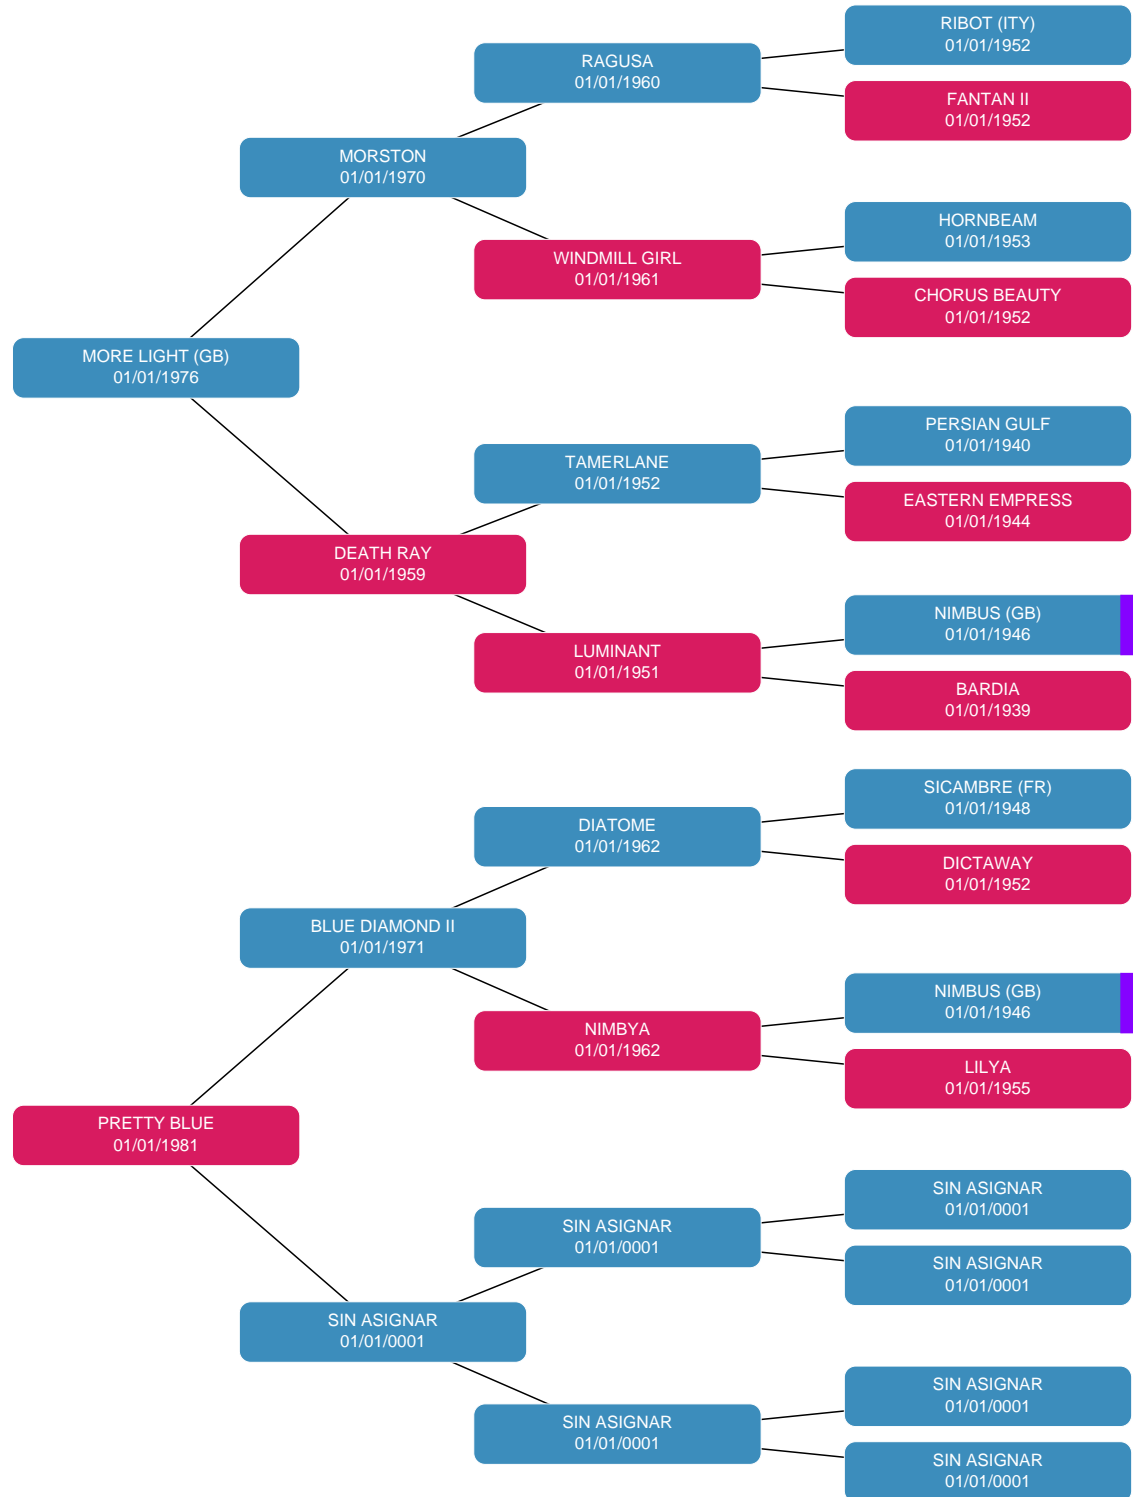 RIBOT (ITY)
01/01/1952
RAGUSA
01/01/1960
FANTAN II
01/01/1952
MORSTON
01/01/1970
HORNBEAM
01/01/1953
WINDMILL GIRL
01/01/1961
CHORUS BEAUTY
01/01/1952
MORE LIGHT (GB)
01/01/1976
PERSIAN GULF
01/01/1940
TAMERLANE
01/01/1952
EASTERN EMPRESS
01/01/1944
DEATH RAY
01/01/1959
NIMBUS (GB)
01/01/1946
LUMINANT
01/01/1951
BARDIA
01/01/1939
SICAMBRE (FR)
01/01/1948
DIATOME
01/01/1962
DICTAWAY
01/01/1952
BLUE DIAMOND II
01/01/1971
NIMBUS (GB)
01/01/1946
NIMBYA
01/01/1962
LILYA
01/01/1955
PRETTY BLUE
01/01/1981
SIN ASIGNAR
01/01/0001
SIN ASIGNAR
01/01/0001
SIN ASIGNAR
01/01/0001
SIN ASIGNAR
01/01/0001
SIN ASIGNAR
01/01/0001
SIN ASIGNAR
01/01/0001
SIN ASIGNAR
01/01/0001